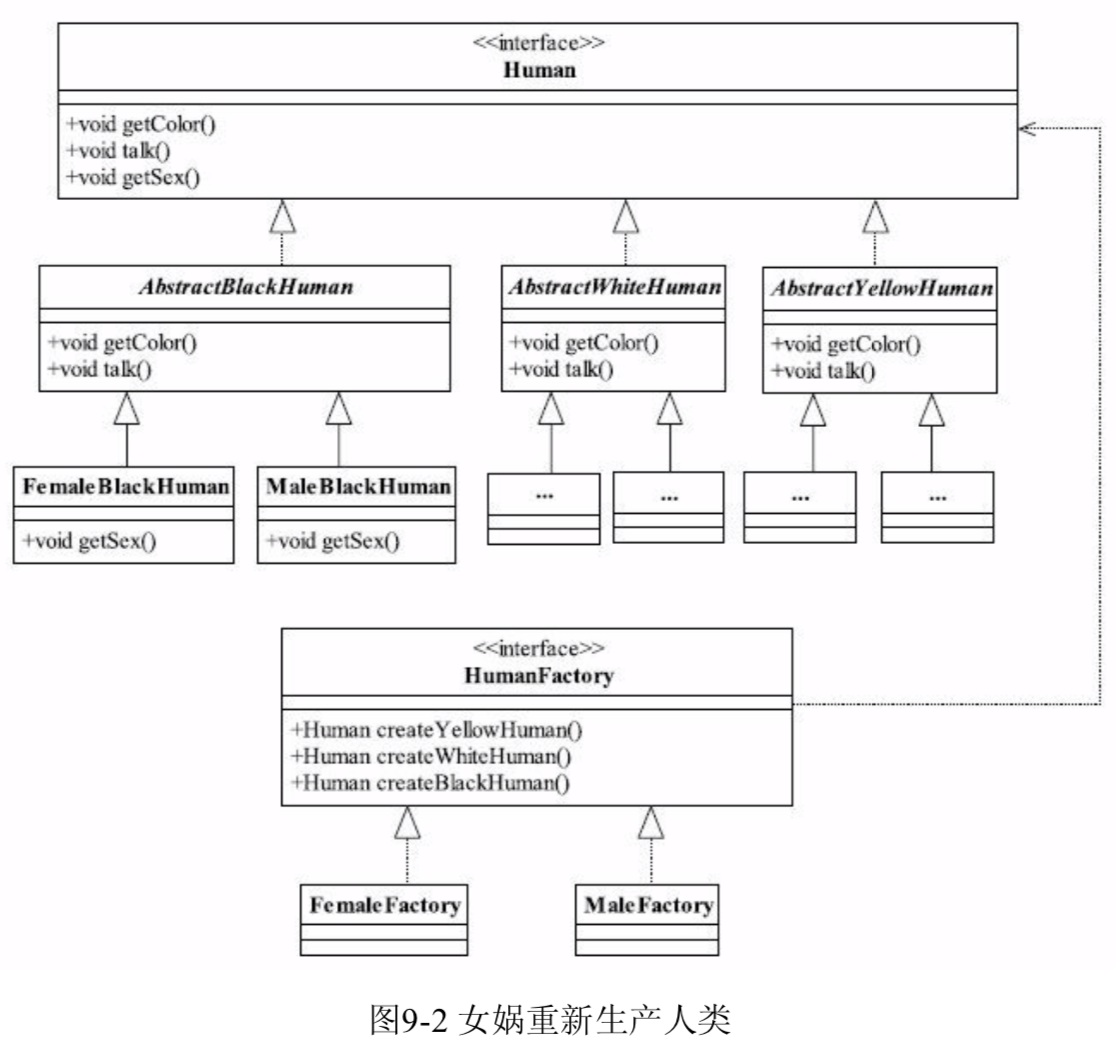 <<interface>>
Human
+void getColor()
+void talk()
+void getSex()
AbstractBlackHuman
+void getColor()
+void talk()
AbstractWhiteHuman
+void getColor()
+void talk()
AbstractYellowHuman
+void getColor()
+void talk()
FemaleBlackHuman
+void getSex()
MaleBlackHuman
+void getSex()
...
...
...
...
<<interface>>
HumanFactory
+Human createYellowHuman()
+Human createWhiteHuman()
+Human createBlackHuman()
FemaleFactory
MaleFactory
图9-2 女娲重新生产人类